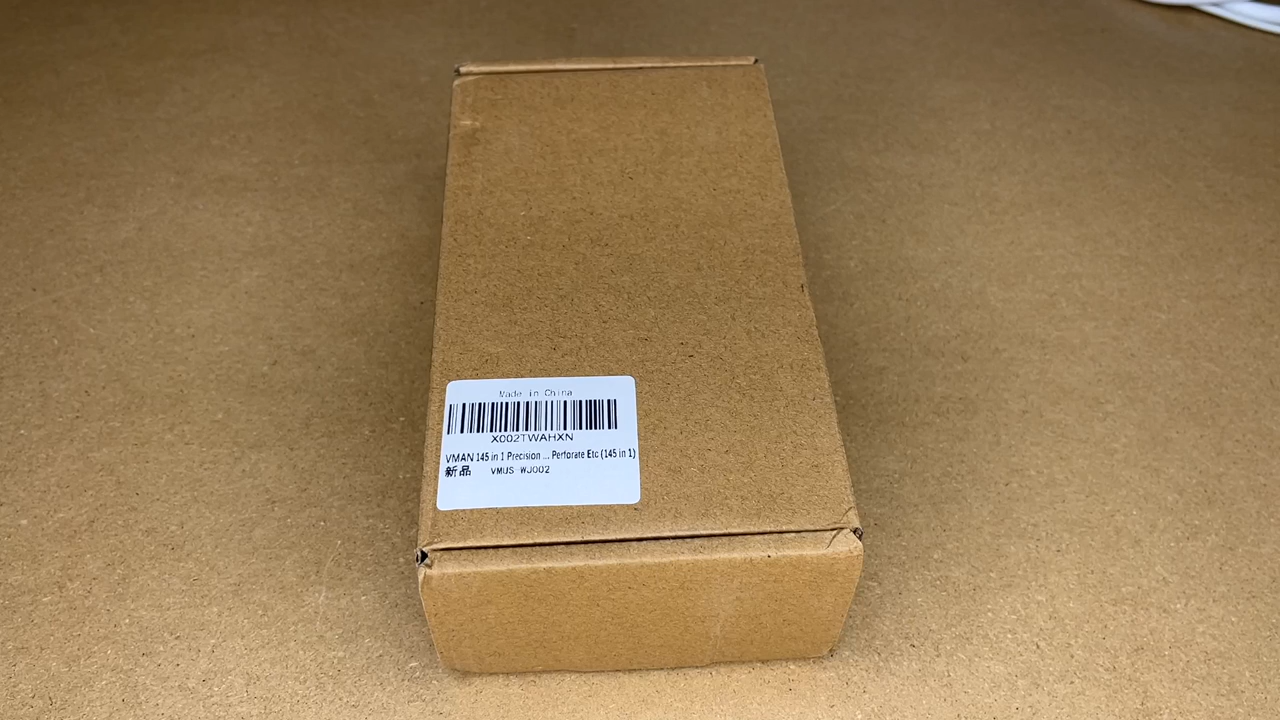 Made in China
X002TWAHXN
VMAN 145 in 1 Precision ... Perforate Etc (145 in 1)
新品 VMUS-WJ002